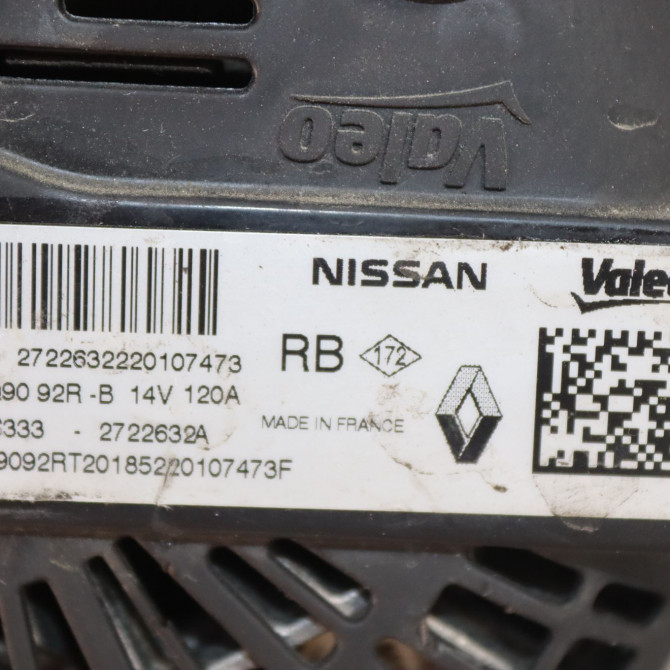 Valeo
NISSAN
Valeo
2722632220107473
RB
172
90 92R -B 14V 120A
MADE IN FRANCE
333 - 2722632A
9092RT201852220107473F